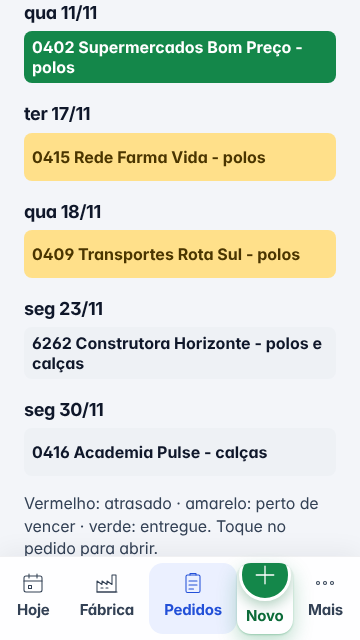 qua 11/11
0402 Supermercados Bom Preço -
polos
ter 17/11
0415 Rede Farma Vida - polos
qua 18/11
0409 Transportes Rota Sul - polos
seg 23/11
6262 Construtora Horizonte - polos e
calças
seg 30/11
0416 Academia Pulse - calças
Vermelho: atrasado · amarelo: perto de
vencer · verde: entregue. Toque no
pedido para abrir.
Hoje
Fábrica
Pedidos
Novo
Mais